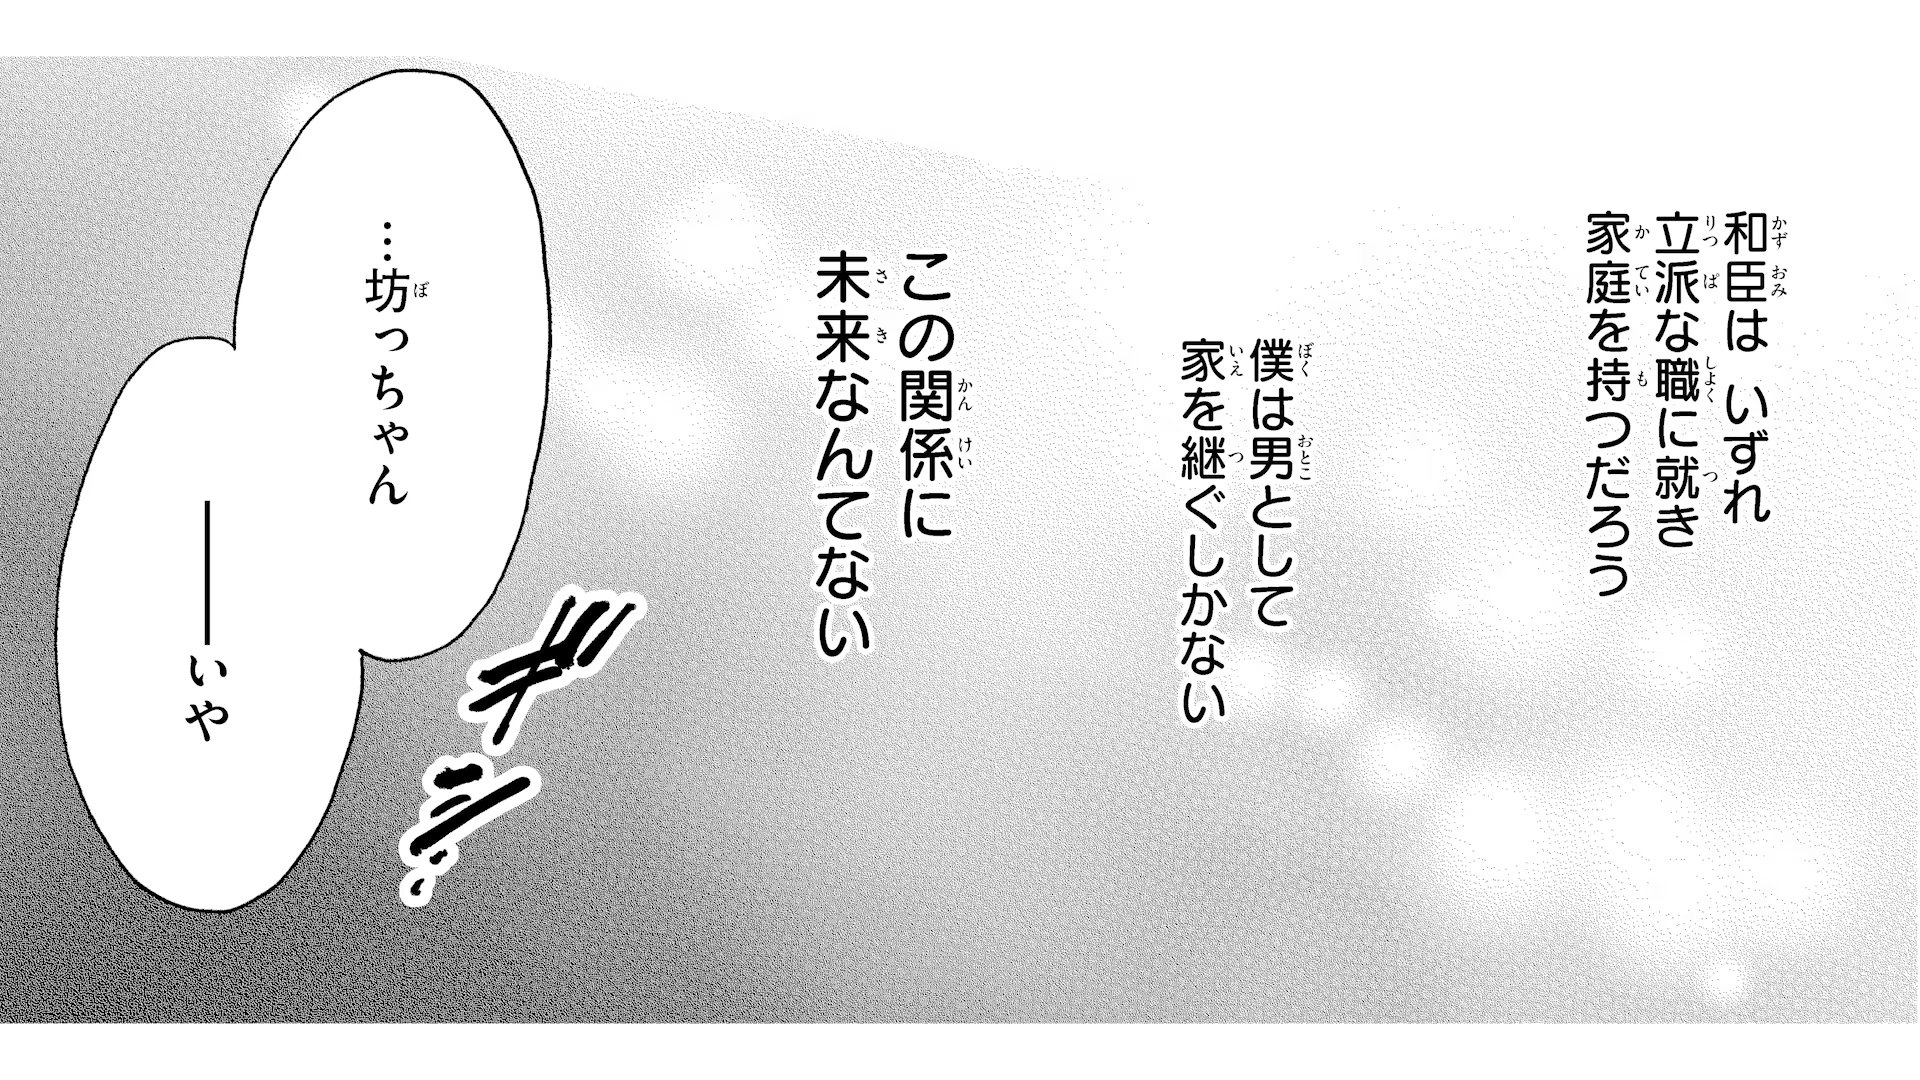 和臣は いずれ
立派な職に就き
家庭を持つだろう
僕は男として
家を継ぐしかない
この関係に
未来なんてない
…坊っちゃん
――いや
ギシ…